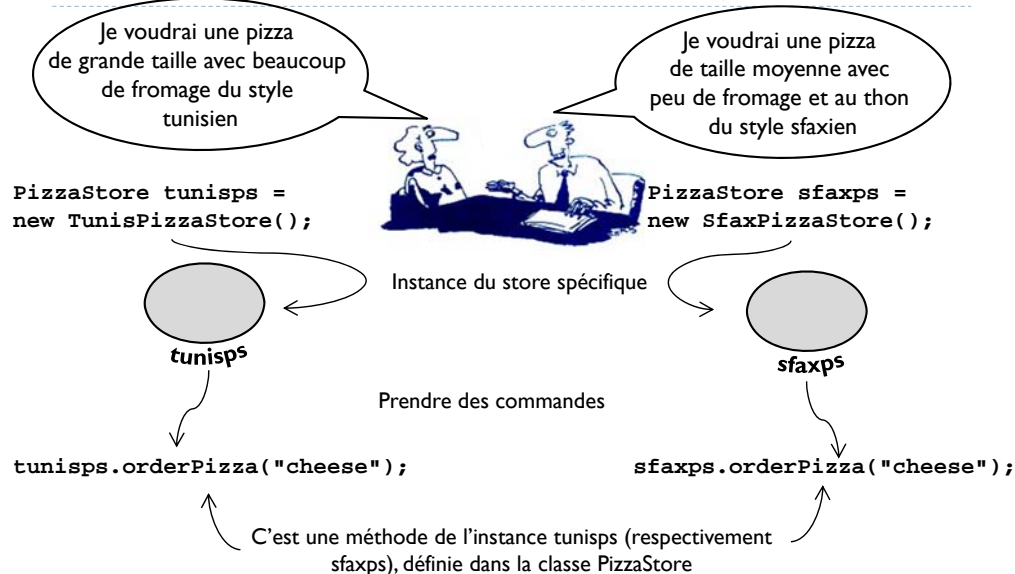 Je voudrai une pizza
de grande taille avec beaucoup
de fromage du style
tunisien
Je voudrai une pizza
de taille moyenne avec
peu de fromage et au thon
du style sfaxien
PizzaStore tunisps =
new TunisPizzaStore();
PizzaStore sfaxps =
new SfaxPizzaStore();
Instance du store spécifique
tunisps
sfaxps
Prendre des commandes
tunisps.orderPizza("cheese");
sfaxps.orderPizza("cheese");
C'est une méthode de l'instance tunisps (respectivement
sfaxps), définie dans la classe PizzaStore